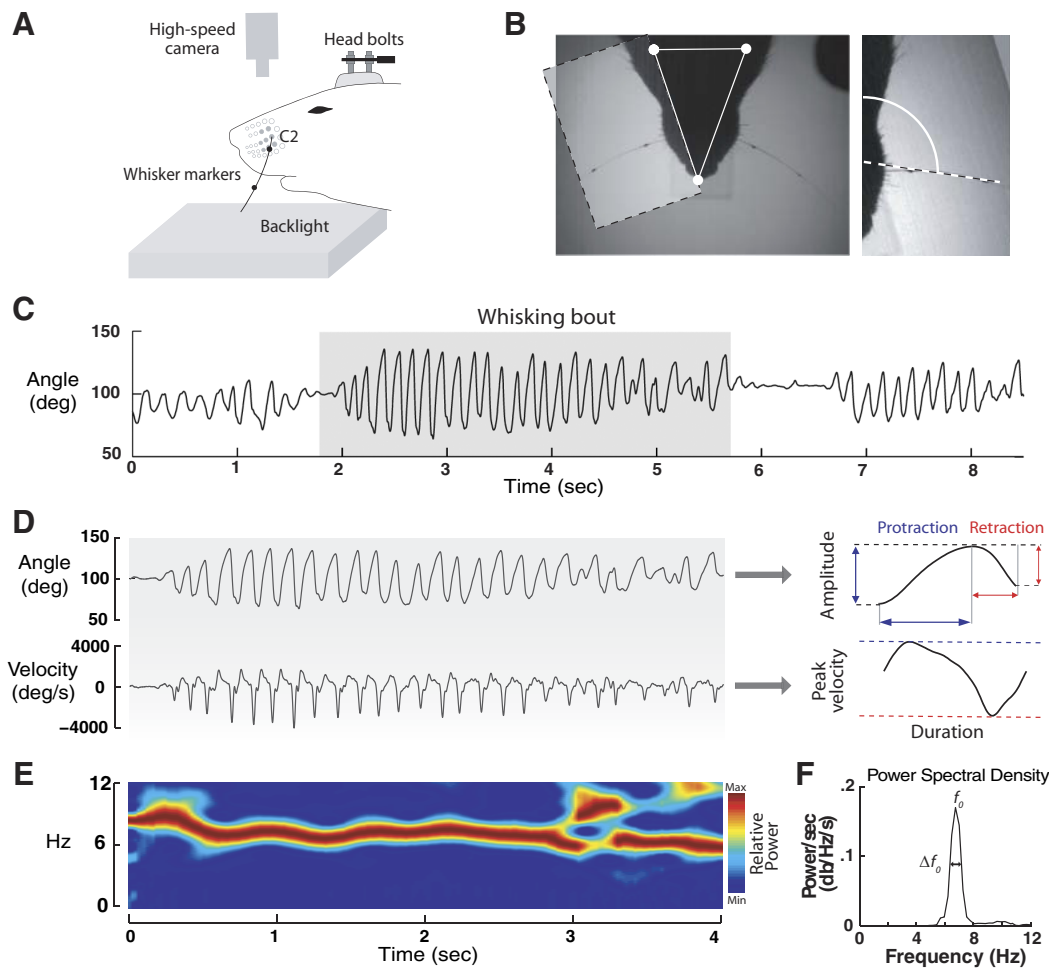 A
High-speed
camera
Head bolts
C2
Whisker markers
Backlight
B
C
Whisking bout
150
100
50
Angle
(deg)
0 1 2 3 4 5 6 7 8
Time (sec)
D
150
Angle
(deg)
100
50
4000
Velocity
(deg/s)
0
−4000
Protraction Retraction
Amplitude
Peak
velocity
Duration
E
12
Hz
6
0
0 1 2 3 4
Time (sec)
Max
Relative
Power
Min
F
Power Spectral Density
.2
.1
0
f0
Δf0
Power/sec
(db/Hz/s)
0 4 8 12
Frequency (Hz)